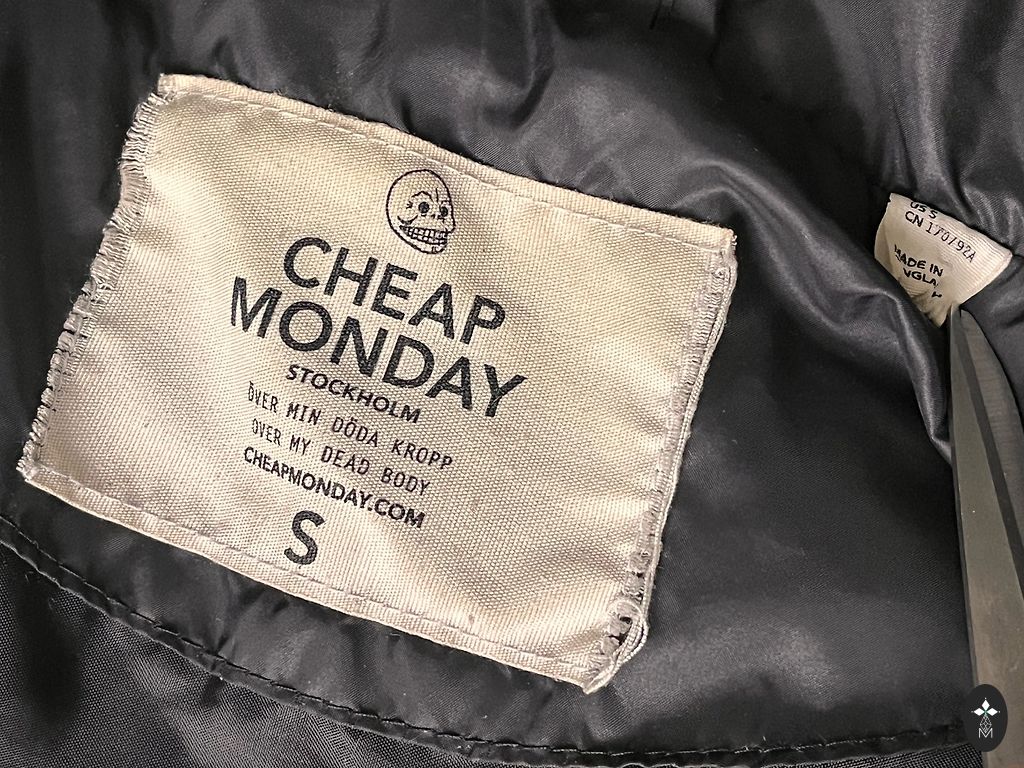 CHEAP
MONDAY
STOCKHOLM
ÖVER MIN DÖDA KROPP
OVER MY DEAD BODY
CHEAPMONDAY.COM
S
US S
CN 170/92A
MADE IN
M